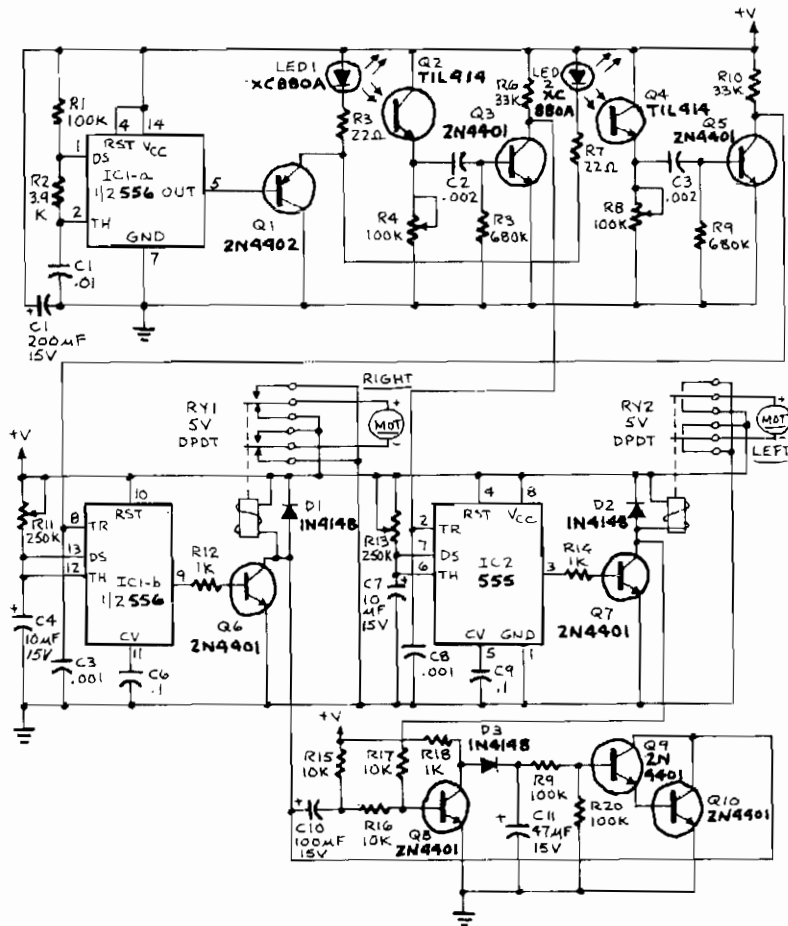 +V
LED1
XC880A
Q2
TIL414
R6
33K
LED
2
XC
880A
Q4
TIL414
R10
33K
R1
100K
4
14
RST VCC
1
DS
IC1-a
1/2 556 OUT
5
R2
3.9
K
2
TH
GND
7
R3
22Ω
Q1
2N4402
Q3
2N4401
C2
.002
R4
100K
R3
680K
R7
22Ω
Q5
2N4401
C3
.002
R8
100K
R9
680K
C1
.01
+
C1
200µF
15V
RIGHT
RY1
5V
DPDT
+
MOT
-
RY2
5V
DPDT
+
MOT
-
LEFT
+V
10
RST
8
TR
R11
250K
13
DS
12
TH
IC1-b
1/2 556
9
R12
1K
CV
11
D1
1N4148
Q6
2N4401
+
C4
10µF
15V
C3
.001
C6
.1
4
8
RST
VCC
2
TR
7
DS
6
TH
R13
250K
IC2
555
3
R14
1K
CV GND
5
1
D2
1N4148
Q7
2N4401
C7
10
µF
15V
+
C8
.001
C9
.1
+V
R15
10K
R17
10K
R18
1K
D3
1N4148
R9
100K
Q9
2N
4401
R20
100K
Q10
2N4401
+
C10
100µF
15V
R16
10K
Q8
2N4401
+
C11
47µF
15V